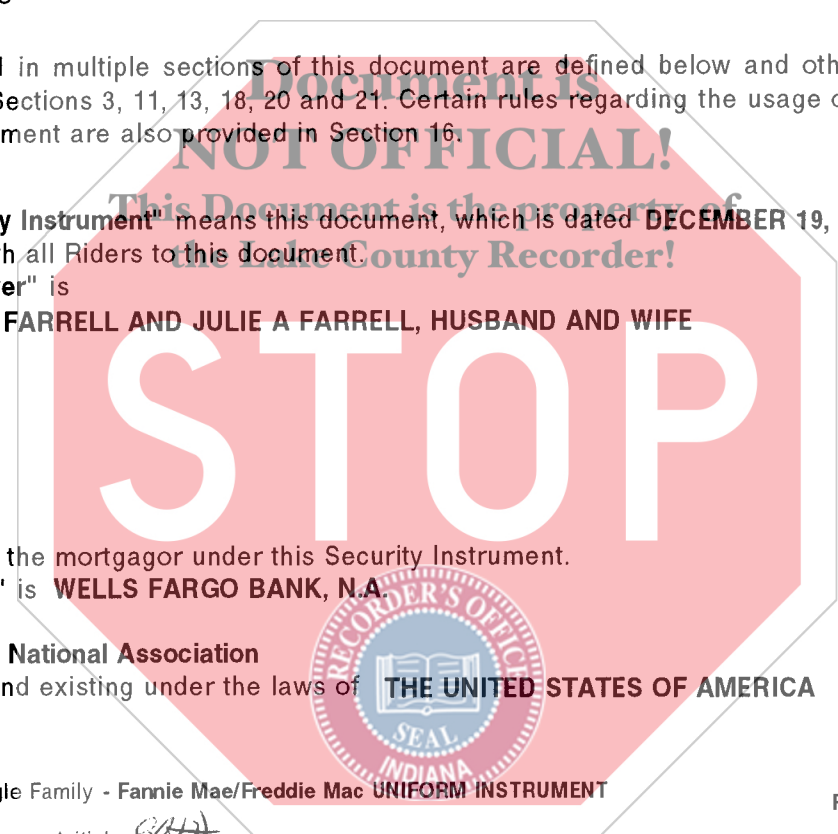 in multiple sections of this document are defined below and oth
Document is
Sections 3, 11, 13, 18, 20 and 21. Certain rules regarding the usage o
ment are also provided in Section 16.
NOT OFFICIAL!
This Document is the property of
y Instrument" means this document, which is dated DECEMBER 19,
h all Riders to this document.
the Lake County Recorder!
er" is
FARRELL AND JULIE A FARRELL, HUSBAND AND WIFE
STOP
the mortgagor under this Security Instrument.
" is WELLS FARGO BANK, N.A.
RECORDER'S OFFICE
National Association
nd existing under the laws of THE UNITED STATES OF AMERICA
SEAL
INDIANA
gle Family - Fannie Mae/Freddie Mac UNIFORM INSTRUMENT